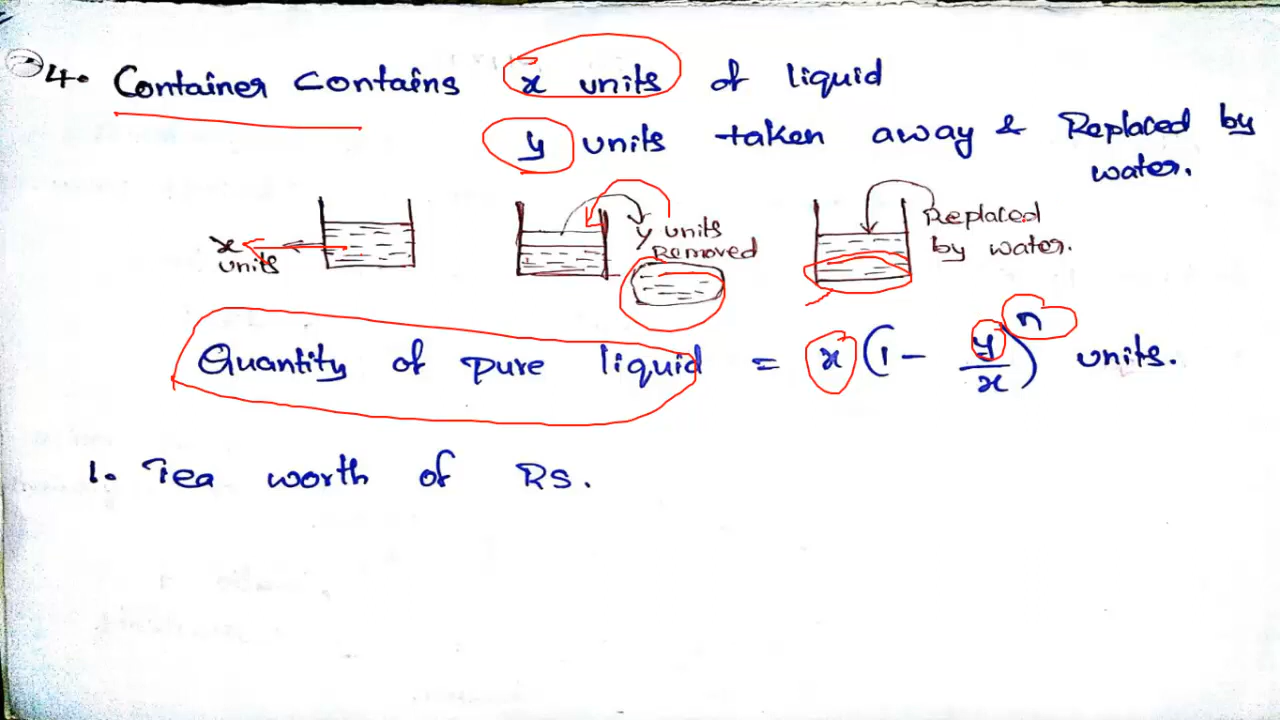 4. Container contains x units of liquid
y units taken away & Replaced by
water.
x units
y units Removed
Replaced by water.
Quantity of pure liquid = x(1 - y/x)^n units.
1. Tea worth of Rs.